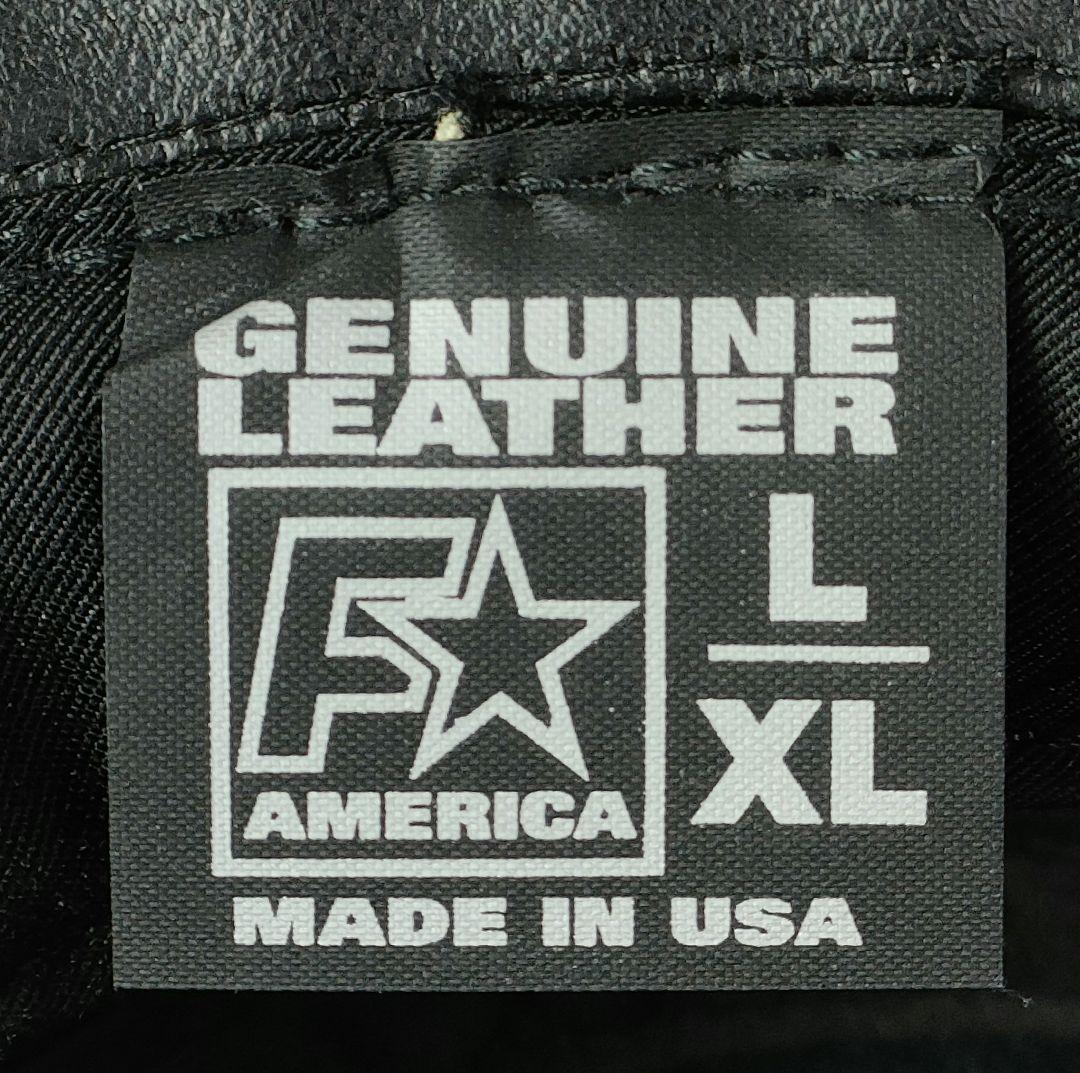 GENUINE
LEATHER
F
AMERICA
L
XL
MADE IN USA